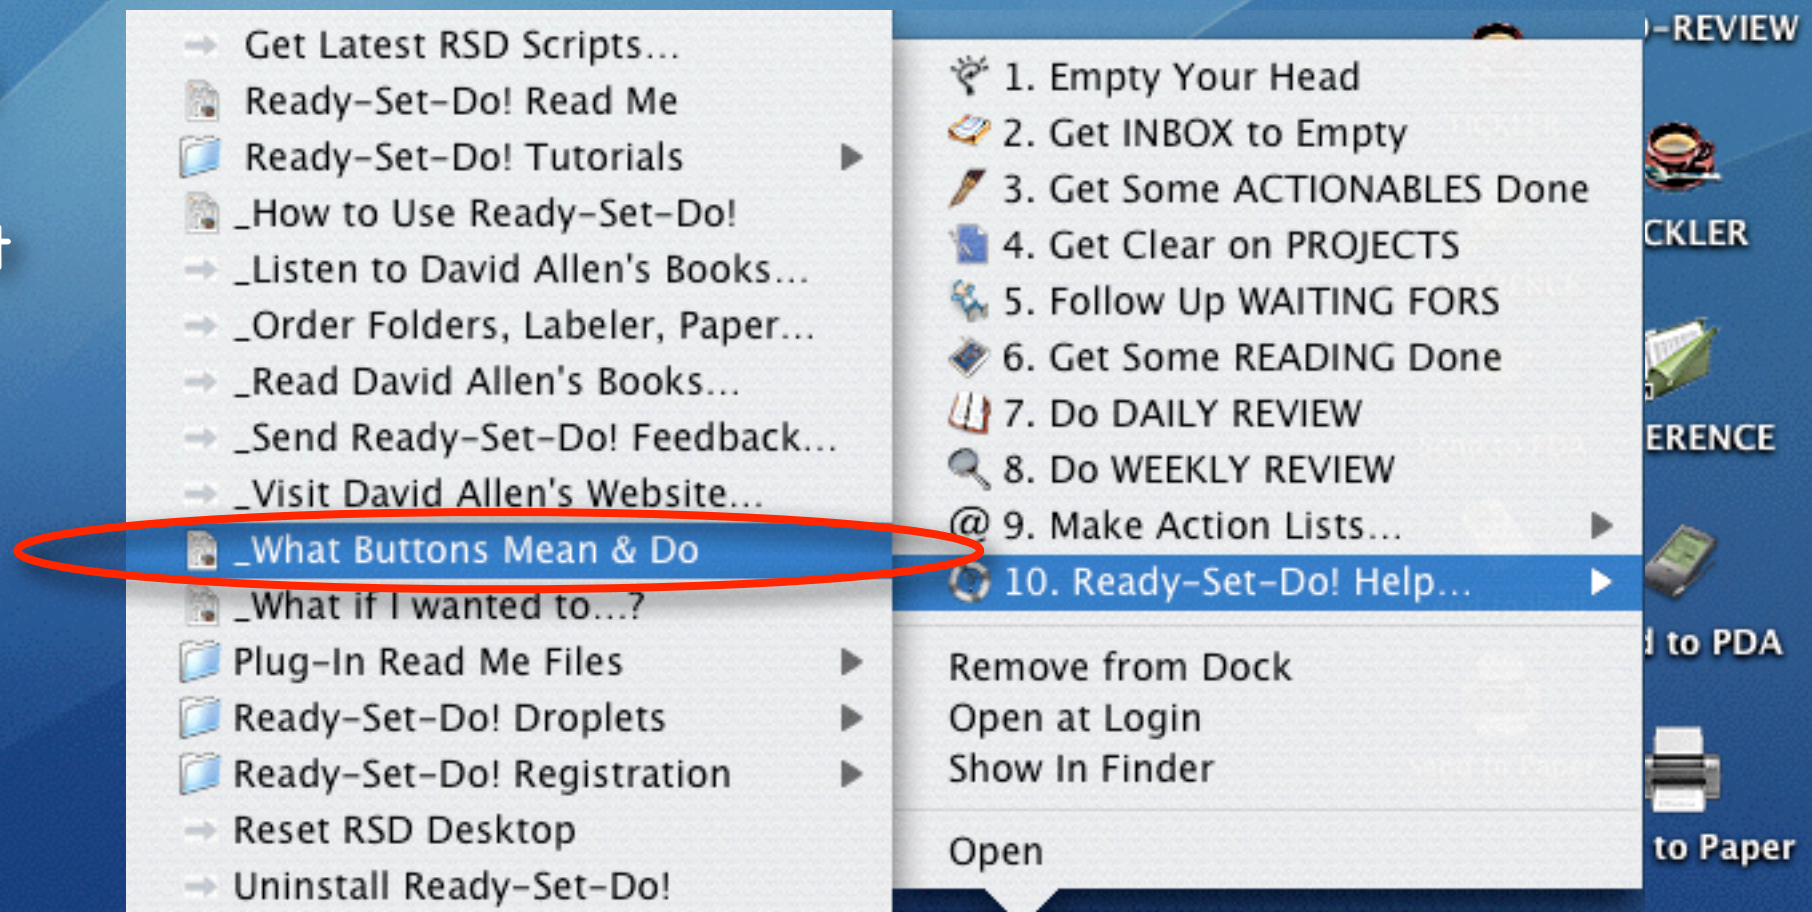 Get Latest RSD Scripts...
Ready-Set-Do! Read Me
Ready-Set-Do! Tutorials
_How to Use Ready-Set-Do!
_Listen to David Allen's Books...
_Order Folders, Labeler, Paper...
_Read David Allen's Books...
_Send Ready-Set-Do! Feedback...
_Visit David Allen's Website...
_What Buttons Mean & Do
_What if I wanted to...?
Plug-In Read Me Files
Ready-Set-Do! Droplets
Ready-Set-Do! Registration
Reset RSD Desktop
Uninstall Ready-Set-Do!
1. Empty Your Head
2. Get INBOX to Empty
3. Get Some ACTIONABLES Done
4. Get Clear on PROJECTS
5. Follow Up WAITING FORS
6. Get Some READING Done
7. Do DAILY REVIEW
8. Do WEEKLY REVIEW
@ 9. Make Action Lists...
10. Ready-Set-Do! Help...
Remove from Dock
Open at Login
Show In Finder
Open
-REVIEW
CKLER
ERENCE
to PDA
to Paper